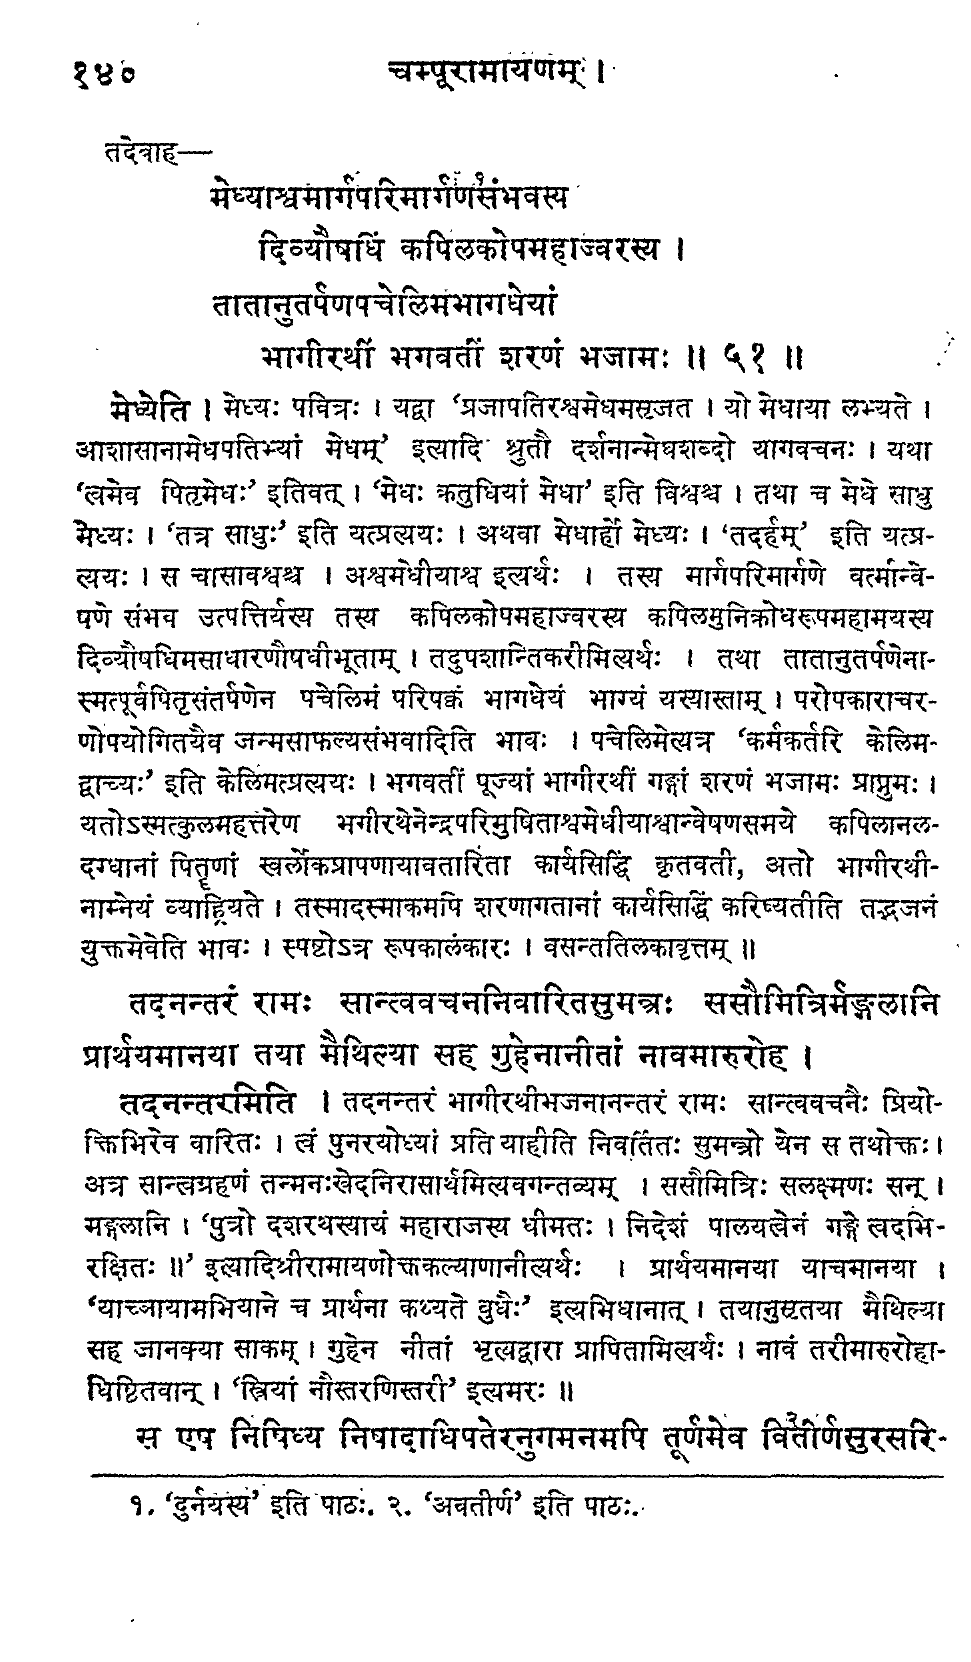 १४० चम्पूरामायणम् ।
तदेवाह—
मेध्याश्वमार्गपरिमार्गणसंभवस्य१
दिव्यौषधिं कपिलकोपमहाज्वरस्य ।
तातानुतर्पणपचेलिमभागधेयां
भागीरथीं भगवतीं शरणं भजामः ॥ ५१ ॥
मेध्येति । मेध्यः पवित्रः । यद्वा ‘प्रजापतिरश्वमेधमसृजत । यो मेधाया लभ्यते ।
आशासानामेधपतिभ्यां मेधम्’ इत्यादि श्रुतौ दर्शनान्मेधशब्दो यागवचनः । यथा
‘त्वमेव पितृमेधः’ इतिवत् । ‘मेधः क्रतुधियां मेधा’ इति विश्वश्च । तथा च मेधे साधु
मेध्यः । ‘तत्र साधुः’ इति यत्प्रत्ययः । अथवा मेधार्हो मेध्यः । ‘तदर्हम्’ इति यत्प्र-
त्ययः । स चासावश्वश्च । अश्वमेधीयाश्व इत्यर्थः । तस्य मार्गपरिमार्गणे वर्त्मान्वे-
षणे संभव उत्पत्तिर्यस्य तस्य कपिलकोपमहाज्वरस्य कपिलमुनिक्रोधरूपमहामयस्य
दिव्यौषधिमसाधारणौषधीभूताम् । तदुपशान्तिकरीमित्यर्थः । तथा तातानुतर्पणेना-
स्मत्पूर्वपितृसंतर्पणेन पचेलिमं परिपक्वं भागधेयं भाग्यं यस्यास्ताम् । परोपकाराचर-
णोपयोगितयैव जन्मसाफल्यसंभवादिति भावः । पचेलिमेत्यत्र ‘कर्मकर्तरि केलिम-
द्वाच्यः’ इति केलिमत्प्रत्ययः । भगवतीं पूज्यां भागीरथीं गङ्गां शरणं भजामः प्राप्नुमः ।
यतोऽस्मत्कुलमहत्तरेण भगीरथेनेन्द्रपरिमुषिताश्वमेधीयाश्वान्वेषणसमये कपिलानल-
दग्धानां पितॄणां स्वर्लोकप्रापणायावतारिता कार्यसिद्धिं कृतवती, अतो भागीरथी-
नाम्नेयं व्याह्रियते । तस्मादस्माकमपि शरणागतानां कार्यसिद्धिं करिष्यतीति तद्भजनं
युक्तमेवेति भावः । स्पष्टोऽत्र रूपकालंकारः । वसन्ततिलकावृत्तम् ॥
तदनन्तरं रामः सान्त्ववचननिवारितसुमन्त्रः ससौमित्रिर्मङ्गलानि
प्रार्थयमानया तया मैथिल्या सह गुहेनानीतां नावमारुरोह ।
तदनन्तरमिति । तदनन्तरं भागीरथीभजनानन्तरं रामः सान्त्ववचनैः प्रियो-
क्तिभिरेव वारितः । त्वं पुनरयोध्यां प्रति याहीति निवर्तितः सुमन्त्रो येन स तथोक्तः ।
अत्र सान्त्वग्रहणं तन्मनःखेदनिरासार्थमित्यवगन्तव्यम् । ससौमित्रिः सलक्ष्मणः सन् ।
मङ्गलानि । ‘पुत्रो दशरथस्यायं महाराजस्य धीमतः । निदेशं पालयत्वेनं गङ्गे त्वदभि-
रक्षितः ॥’ इत्यादिश्रीरामायणोक्तकल्याणानीत्यर्थः । प्रार्थयमानया याचमानया ।
‘याच्ञायामभियाने च प्रार्थना कथ्यते बुधैः’ इत्यभिधानात् । तयानुसृतया मैथिल्या
सह जानक्या साकम् । गुहेन नीतां भृत्यद्वारा प्रापितामित्यर्थः । नावं तरीमारुरोहा-
धिष्टितवान् । ‘स्त्रियां नौस्तरणिस्तरी’ इत्यमरः ॥
स एष निषिध्य निषादाधिपतेरनुगमनमपि तूर्णमेव वितीर्ण२सुरसरि-
१. ‘दुर्नयस्य’ इति पाठः. २. ‘अवतीर्ण’ इति पाठः.